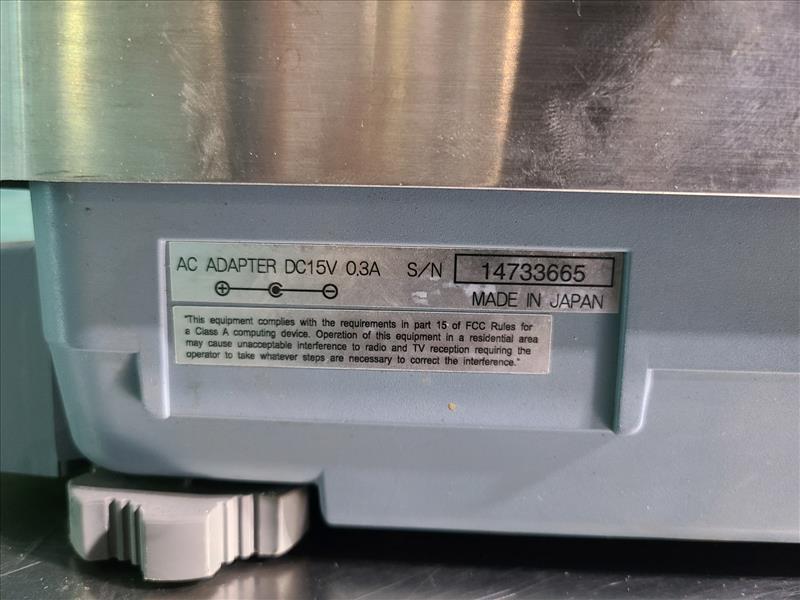 AC ADAPTER DC15V 0.3A S/N 14733665
MADE IN JAPAN
"This equipment complies with the requirements in part 15 of FCC Rules for
a Class A computing device. Operation of this equipment in a residential area
may cause unacceptable interference to radio and TV reception requiring the
operator to take whatever steps are necessary to correct the interference."